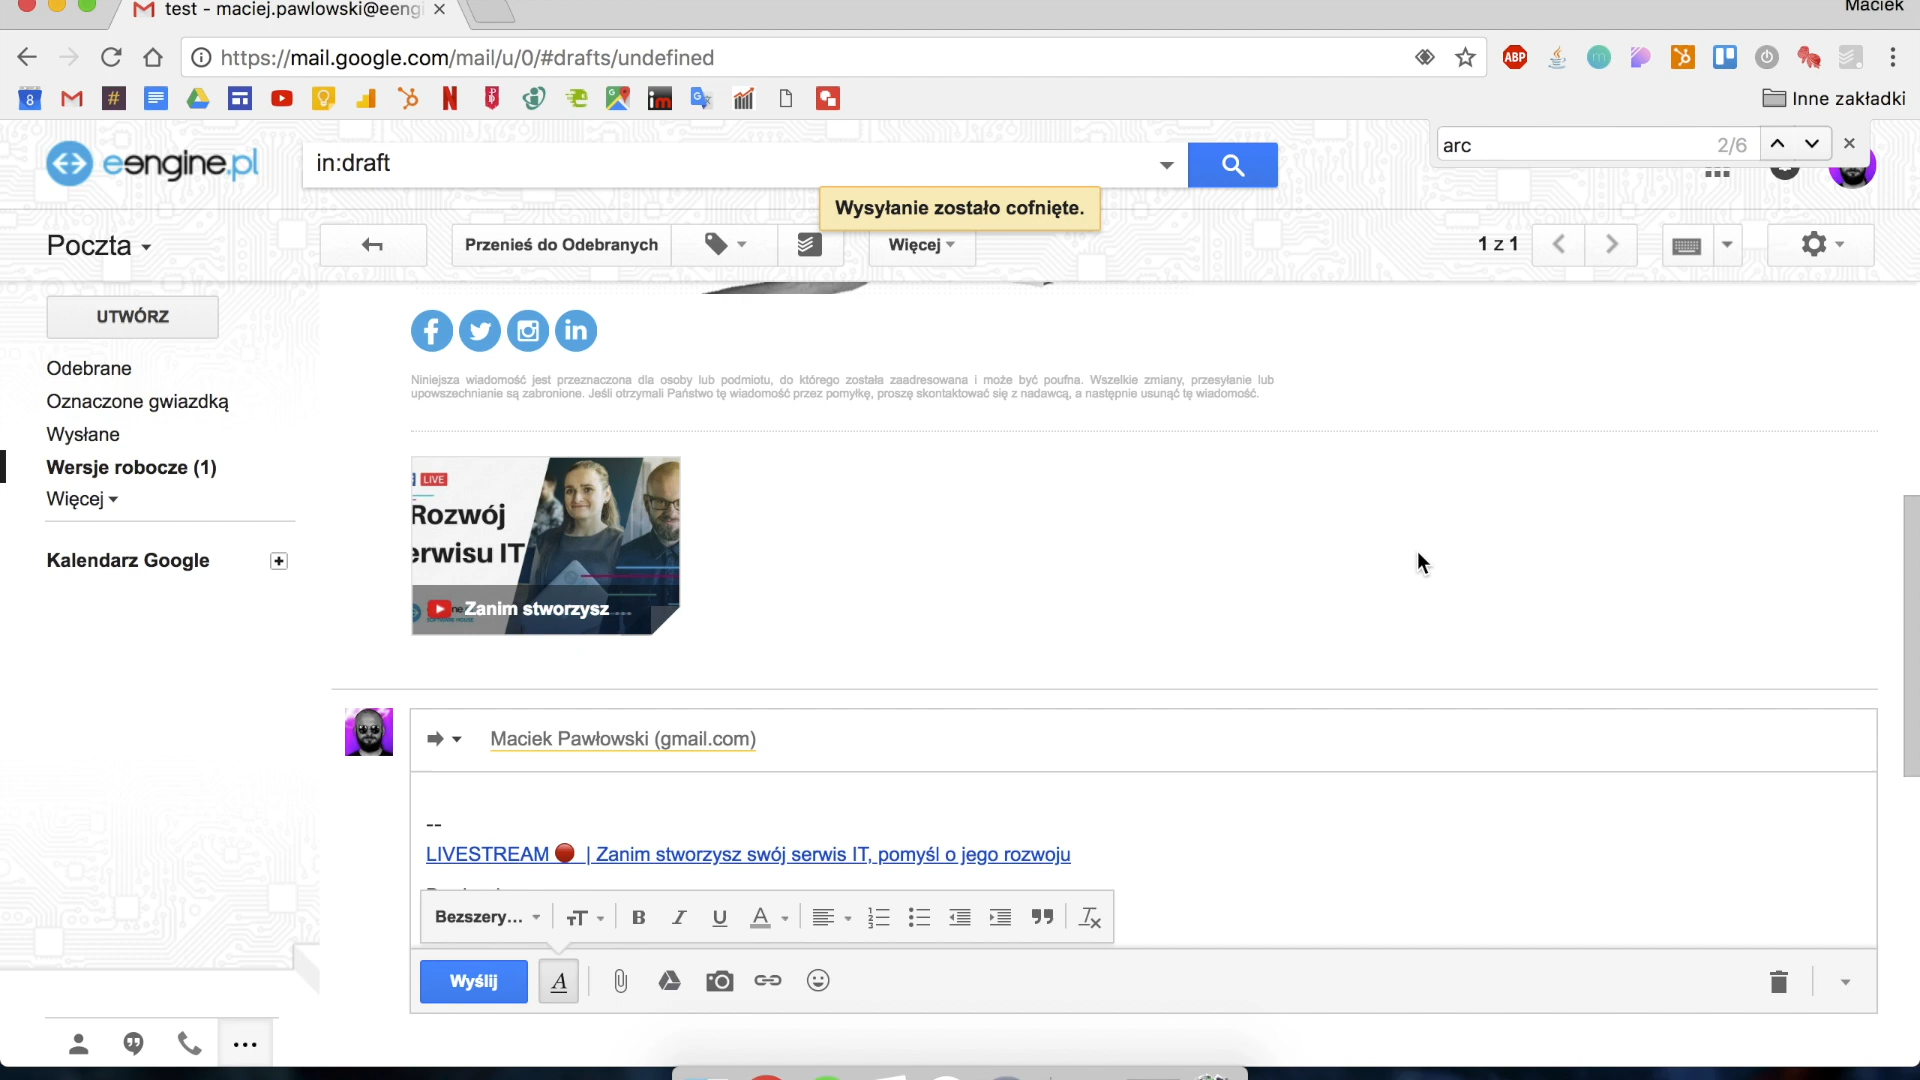 Maciek
test - maciej.pawlowski@eengi
https://mail.google.com/mail/u/0/#drafts/undefined
ABP
m
8
#
im
Inne zakładki
arc
2/6
eengine.pl
in:draft
Wysyłanie zostało cofnięte.
Poczta
Przenieś do Odebranych
Więcej
1 z 1
UTWÓRZ
Odebrane
Oznaczone gwiazdką
Wysłane
Wersje robocze (1)
Więcej
Kalendarz Google
Niniejsza wiadomość jest przeznaczona dla osoby lub podmiotu, do którego została zaadresowana i może być poufna. Wszelkie zmiany, przesyłanie lub
upowszechnianie są zabronione. Jeśli otrzymali Państwo tę wiadomość przez pomyłkę, proszę skontaktować się z nadawcą, a następnie usunąć tę wiadomość.
LIVE
Rozwój
erwisu IT
Zanim stworzysz ...
Maciek Pawłowski (gmail.com)
--
LIVESTREAM 🔴 | Zanim stworzysz swój serwis IT, pomyśl o jego rozwoju
Bezszery...
Wyślij